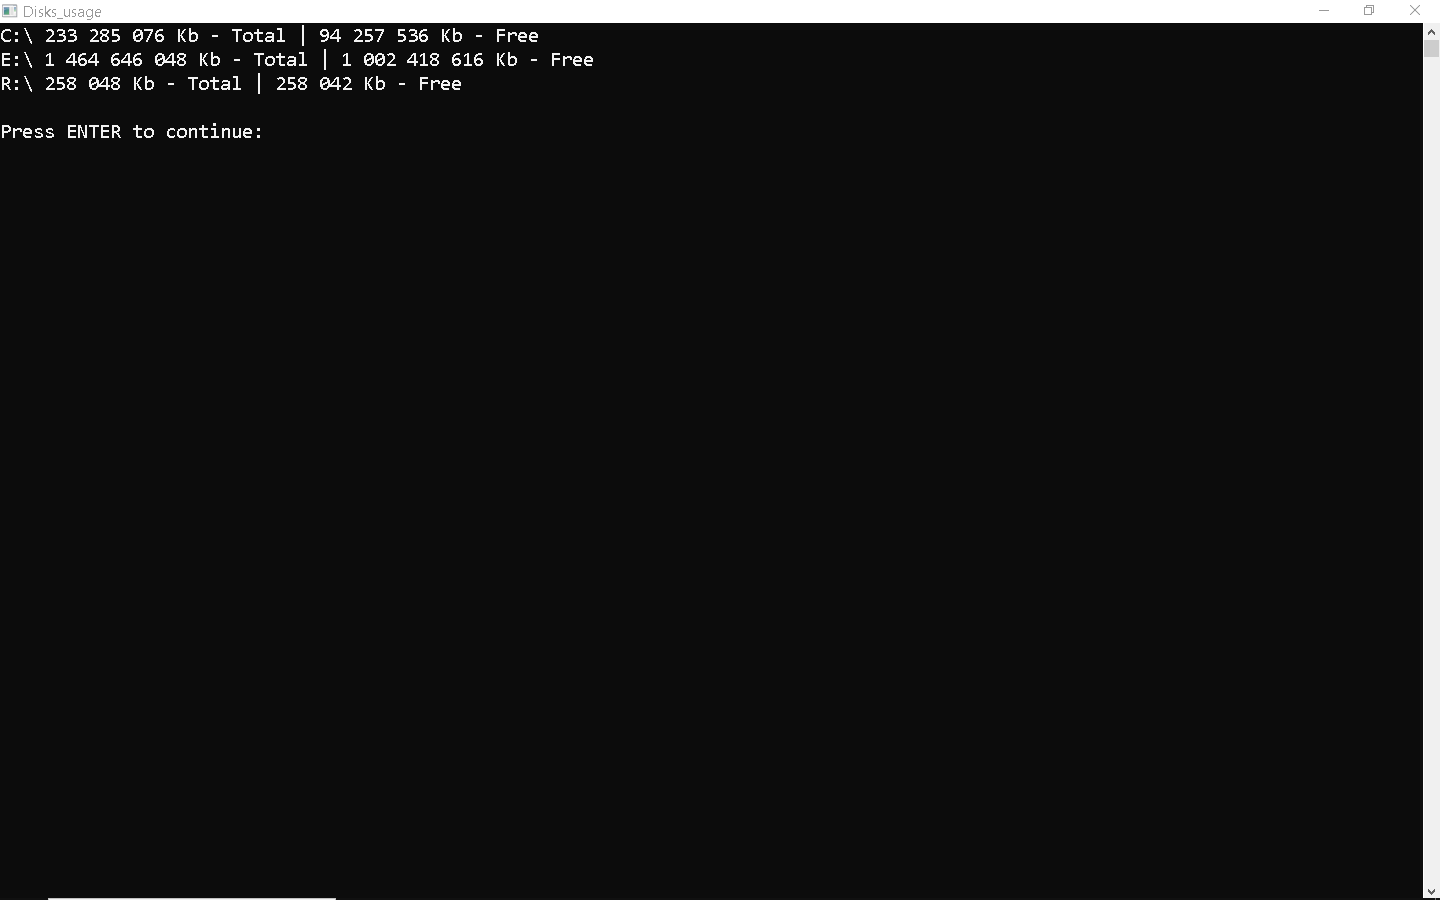 Disks_usage
C:\ 233 285 076 Kb - Total | 94 257 536 Kb - Free
E:\ 1 464 646 048 Kb - Total | 1 002 418 616 Kb - Free
R:\ 258 048 Kb - Total | 258 042 Kb - Free
Press ENTER to continue: